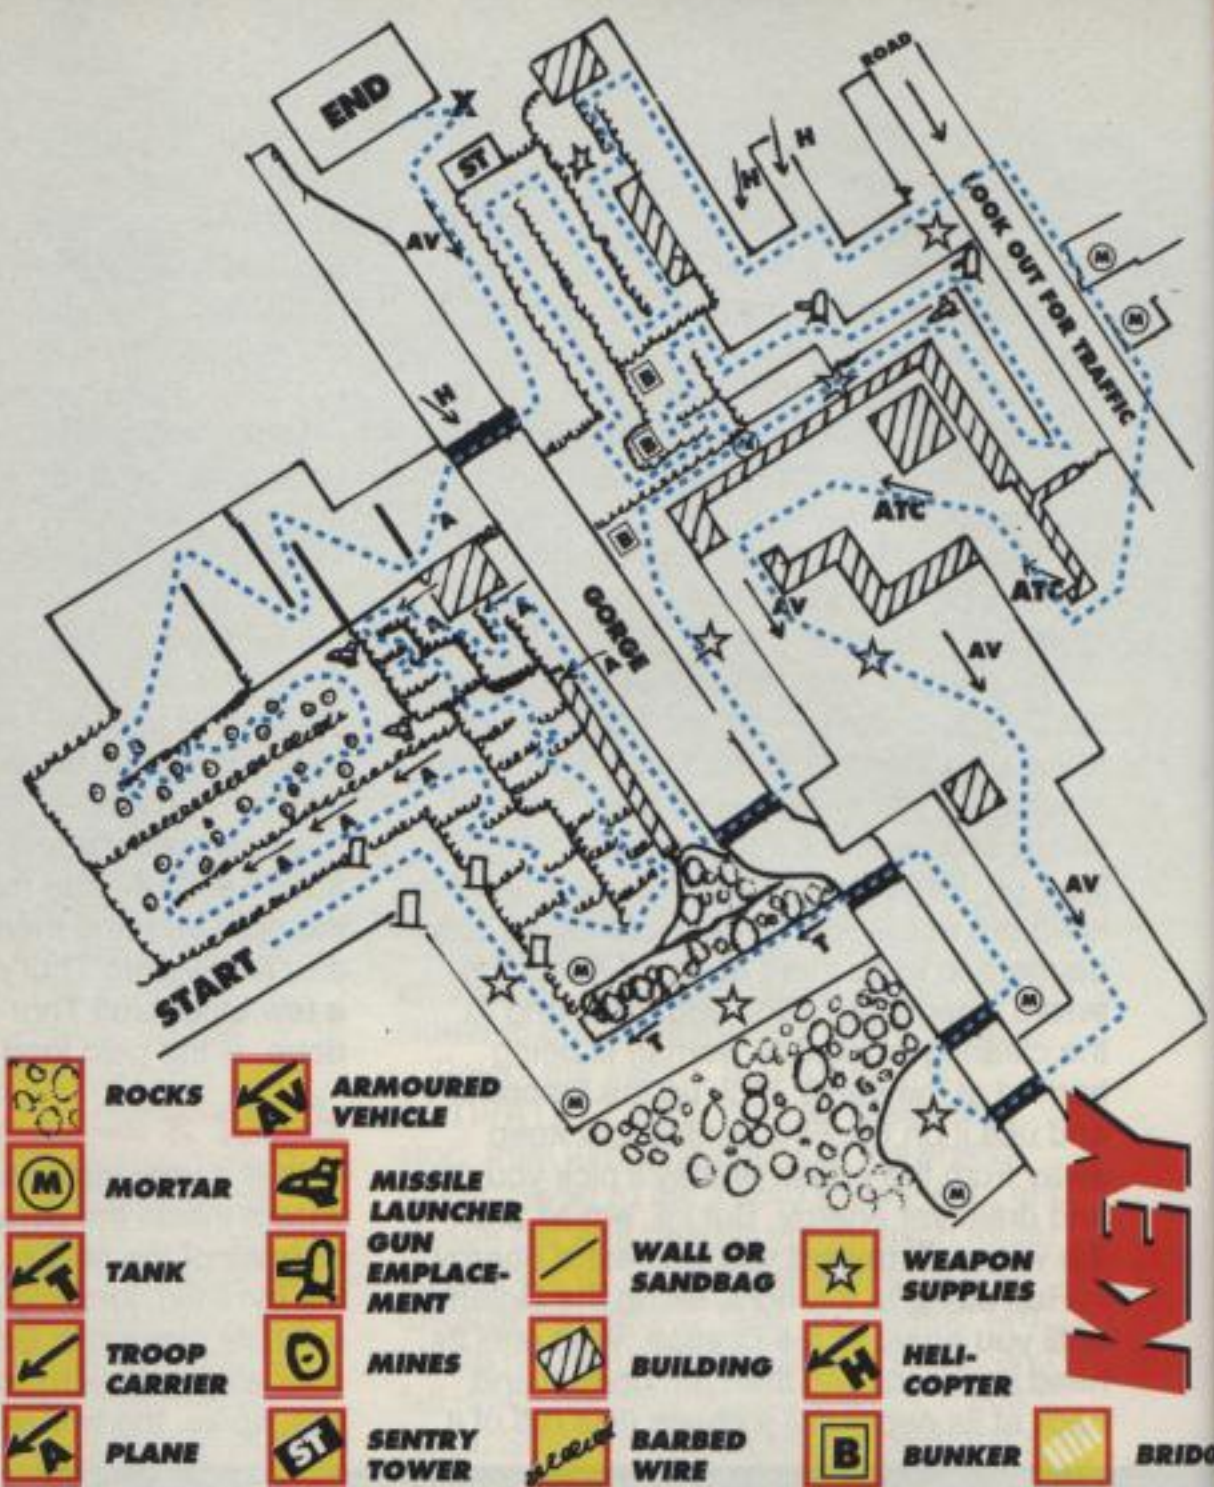 END
ROAD
ST
H
H
AV
M
LOOK OUT FOR TRAFFIC
M
B
H
B
ATC
A
B
ATC
AV
GORGE
A
A
AV
A
A
A
A
AV
T
START
M
M
T
M
M
ROCKS
AV
ARMOURED
VEHICLE
M
MORTAR
MISSILE
LAUNCHER
T
TANK
GUN
EMPLACE-
MENT
WALL OR
SANDBAG
WEAPON
SUPPLIES
TROOP
CARRIER
MINES
BUILDING
H
HELI-
COPTER
A
PLANE
ST
SENTRY
TOWER
BARBED
WIRE
B
BUNKER
BRIDG
KEY